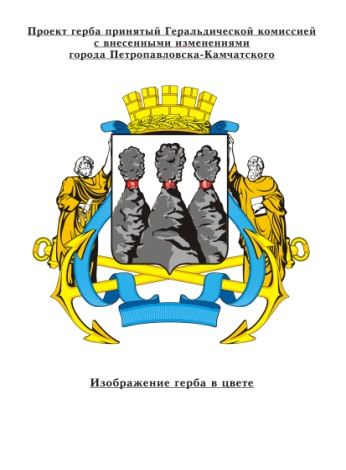 Проект герба принятый Геральдической комиссией
с внесенными изменениями
города Петропавловска-Камчатского
Изображение герба в цвете